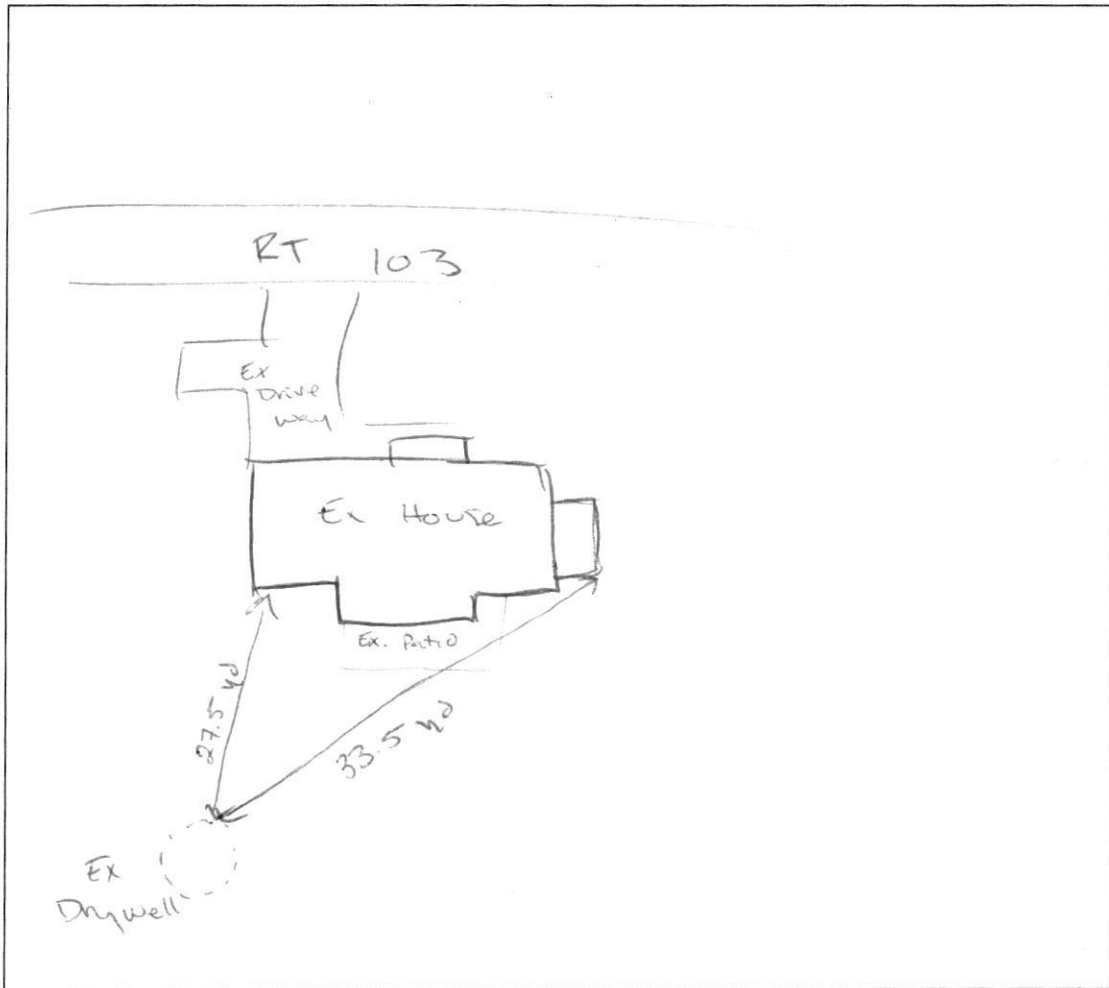 RT 103
Ex
Drive
way
Ex House
Ex. Patio
27.5 yd
33.5 yd
Ex
Drywell